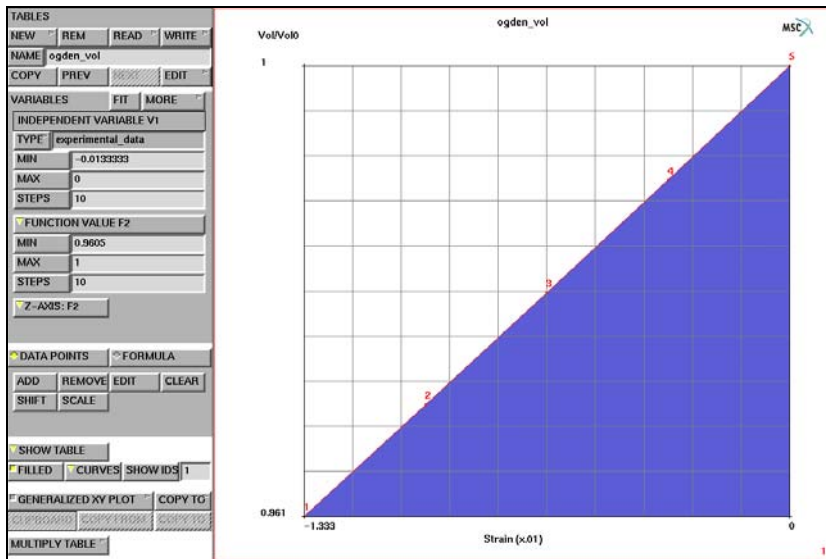 TABLES
NEW REM READ WRITE
NAME ogden_vol
COPY PREV NEXT EDIT
VARIABLES FIT MORE
INDEPENDENT VARIABLE V1
TYPE experimental_data
MIN -0.0133333
MAX 0
STEPS 10
FUNCTION VALUE F2
MIN 0.9605
MAX 1
STEPS 10
Z-AXIS: F2
DATA POINTS FORMULA
ADD REMOVE EDIT CLEAR
SHIFT SCALE
SHOW TABLE
FILLED CURVES SHOW IDS 1
GENERALIZED XY PLOT COPY TO
CLIPBOARD COPY FROM COPY TO
MULTIPLY TABLE
ogden_vol
MSC
Vol/Vol0
1
5
4
3
2
1
0.961
-1.333
0
Strain (x.01)